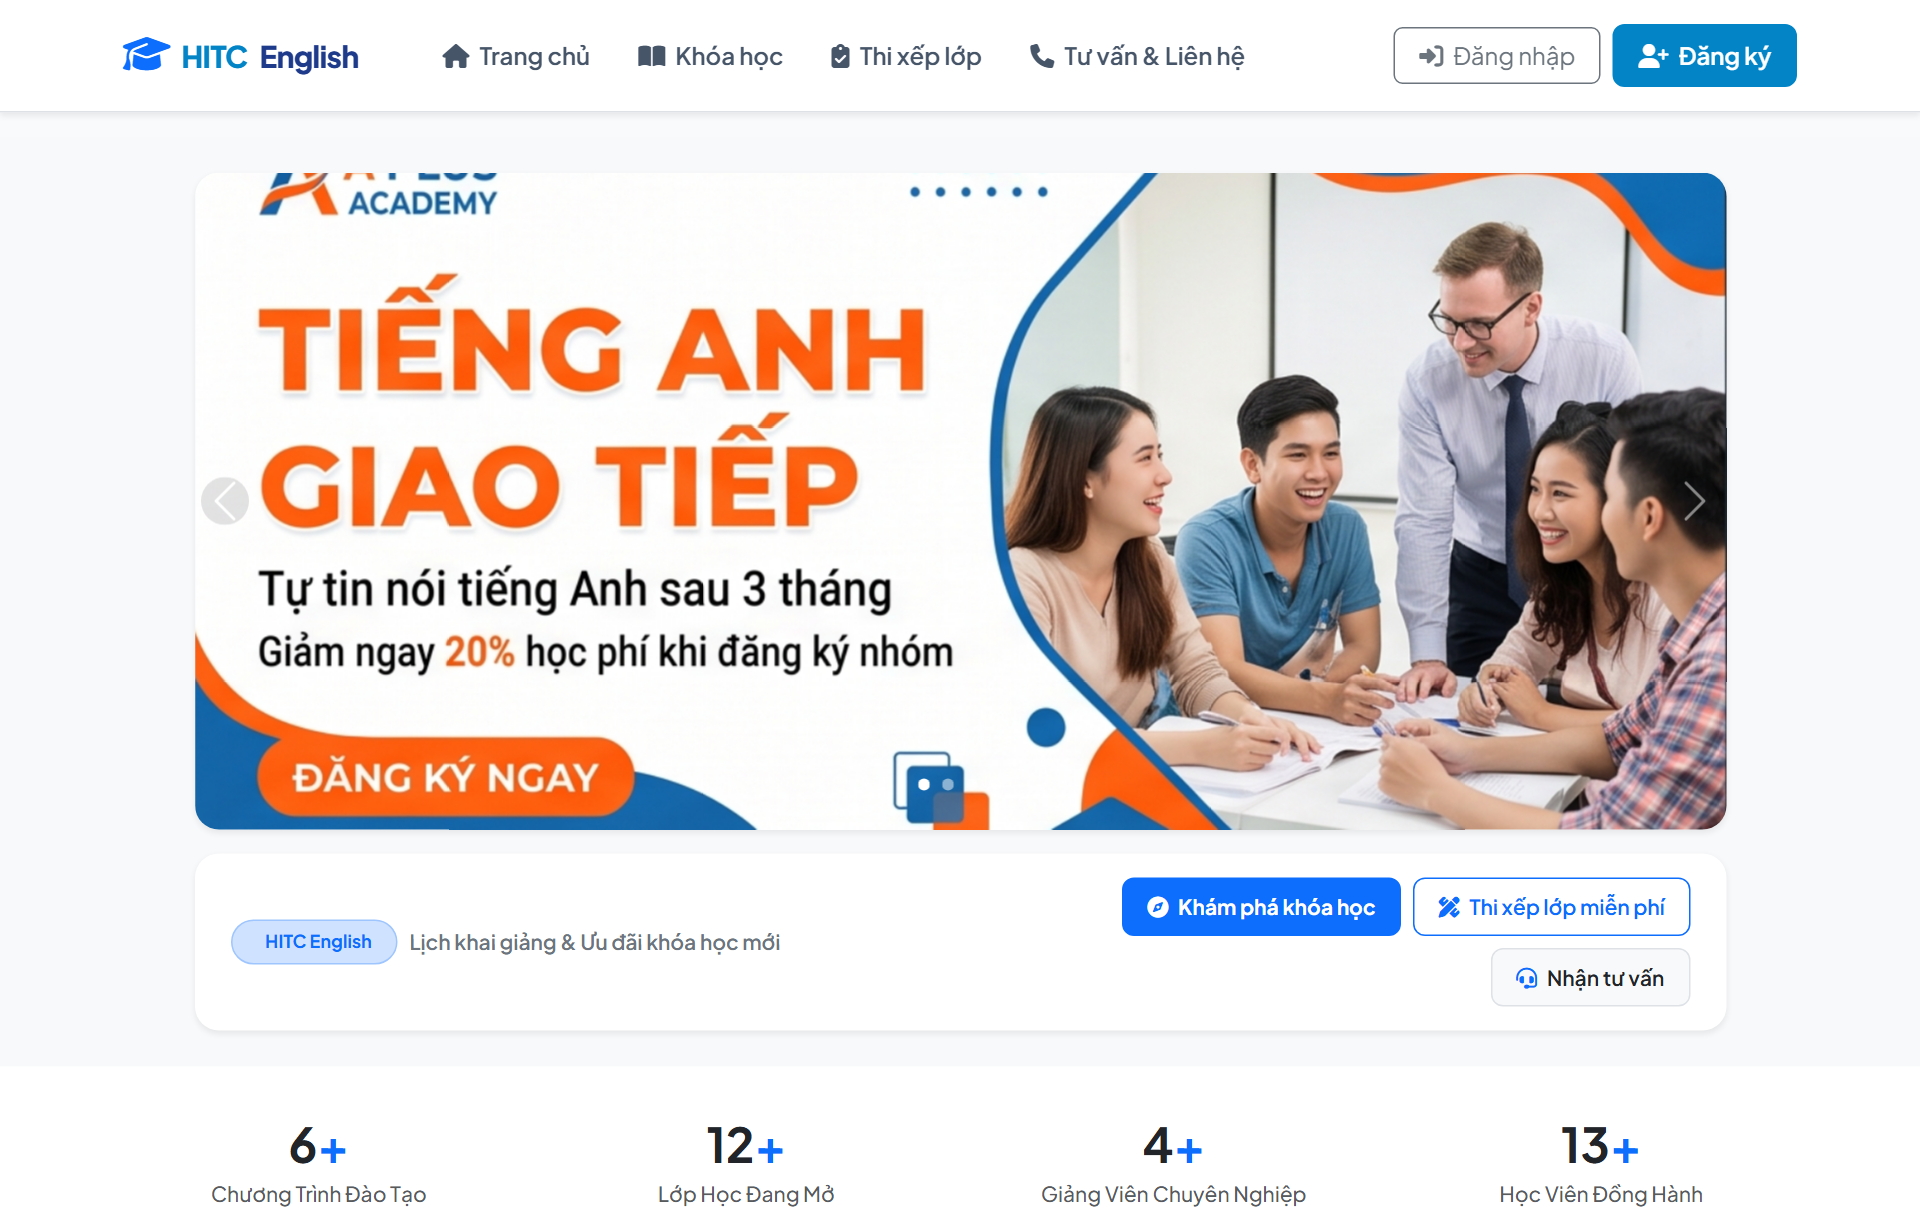 HITC English
Trang chủ
Khóa học
Thi xếp lớp
Tư vấn & Liên hệ
Đăng nhập
Đăng ký
A PLUS
ACADEMY
TIẾNG ANH
GIAO TIẾP
Tự tin nói tiếng Anh sau 3 tháng
Giảm ngay 20% học phí khi đăng ký nhóm
ĐĂNG KÝ NGAY
HITC English
Lịch khai giảng & Ưu đãi khóa học mới
Khám phá khóa học
Thi xếp lớp miễn phí
Nhận tư vấn
6+
Chương Trình Đào Tạo
12+
Lớp Học Đang Mở
4+
Giảng Viên Chuyên Nghiệp
13+
Học Viên Đồng Hành